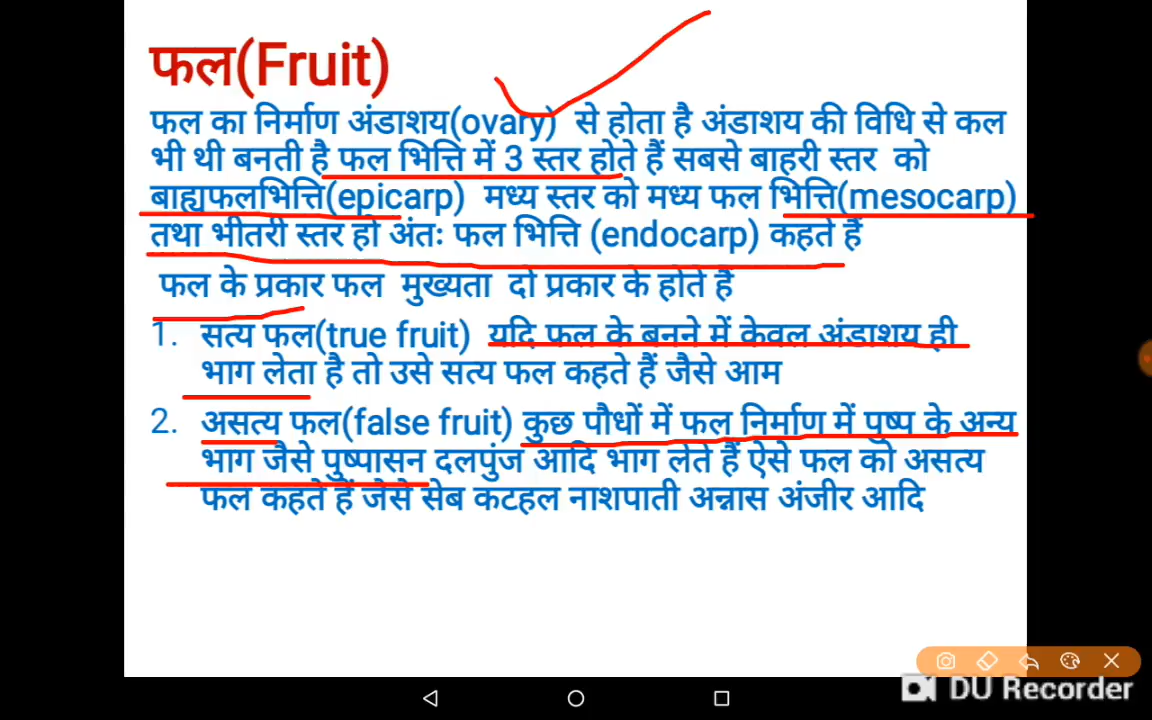 फल(Fruit)
फल का निर्माण अंडाशय(ovary) से होता है अंडाशय की विधि से कल
भी थी बनती है फल भित्ति में 3 स्तर होते हैं सबसे बाहरी स्तर को
बाह्यफलभित्ति(epicarp) मध्य स्तर को मध्य फल भित्ति(mesocarp)
तथा भीतरी स्तर हो अंतः फल भित्ति (endocarp) कहते हैं
फल के प्रकार फल मुख्यता दो प्रकार के होते हैं
1. सत्य फल(true fruit) यदि फल के बनने में केवल अंडाशय ही
भाग लेता है तो उसे सत्य फल कहते हैं जैसे आम
2. असत्य फल(false fruit) कुछ पौधों में फल निर्माण में पुष्प के अन्य
भाग जैसे पुष्पासन दलपुंज आदि भाग लेते हैं ऐसे फल को असत्य
फल कहते हैं जेसे सेब कटहल नाशपाती अन्नास अंजीर आदि
DU Recorder